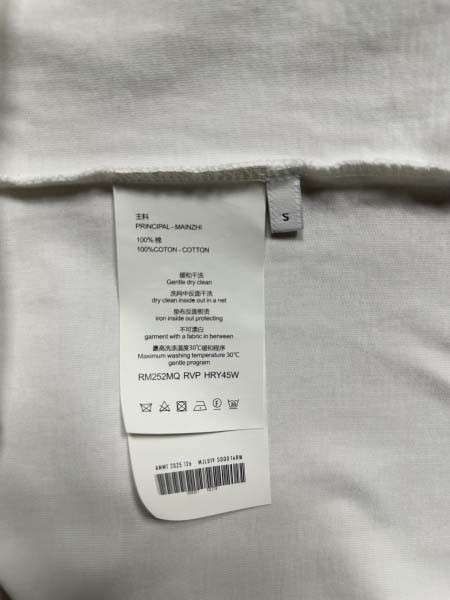 S
主料
PRINCIPAL - MAINZHI
100% 棉
100%COTON - COTTON
缓和干洗
Gentle dry clean
洗网中反面干洗
dry clean inside out in a net
垫布反面熨烫
iron inside out protecting
不可漂白
garment with a fabric in berween
最高洗涤温度30℃缓和程序
Maximum washing temperature 30℃
gentle program
RM252MQ RVP HRY45W